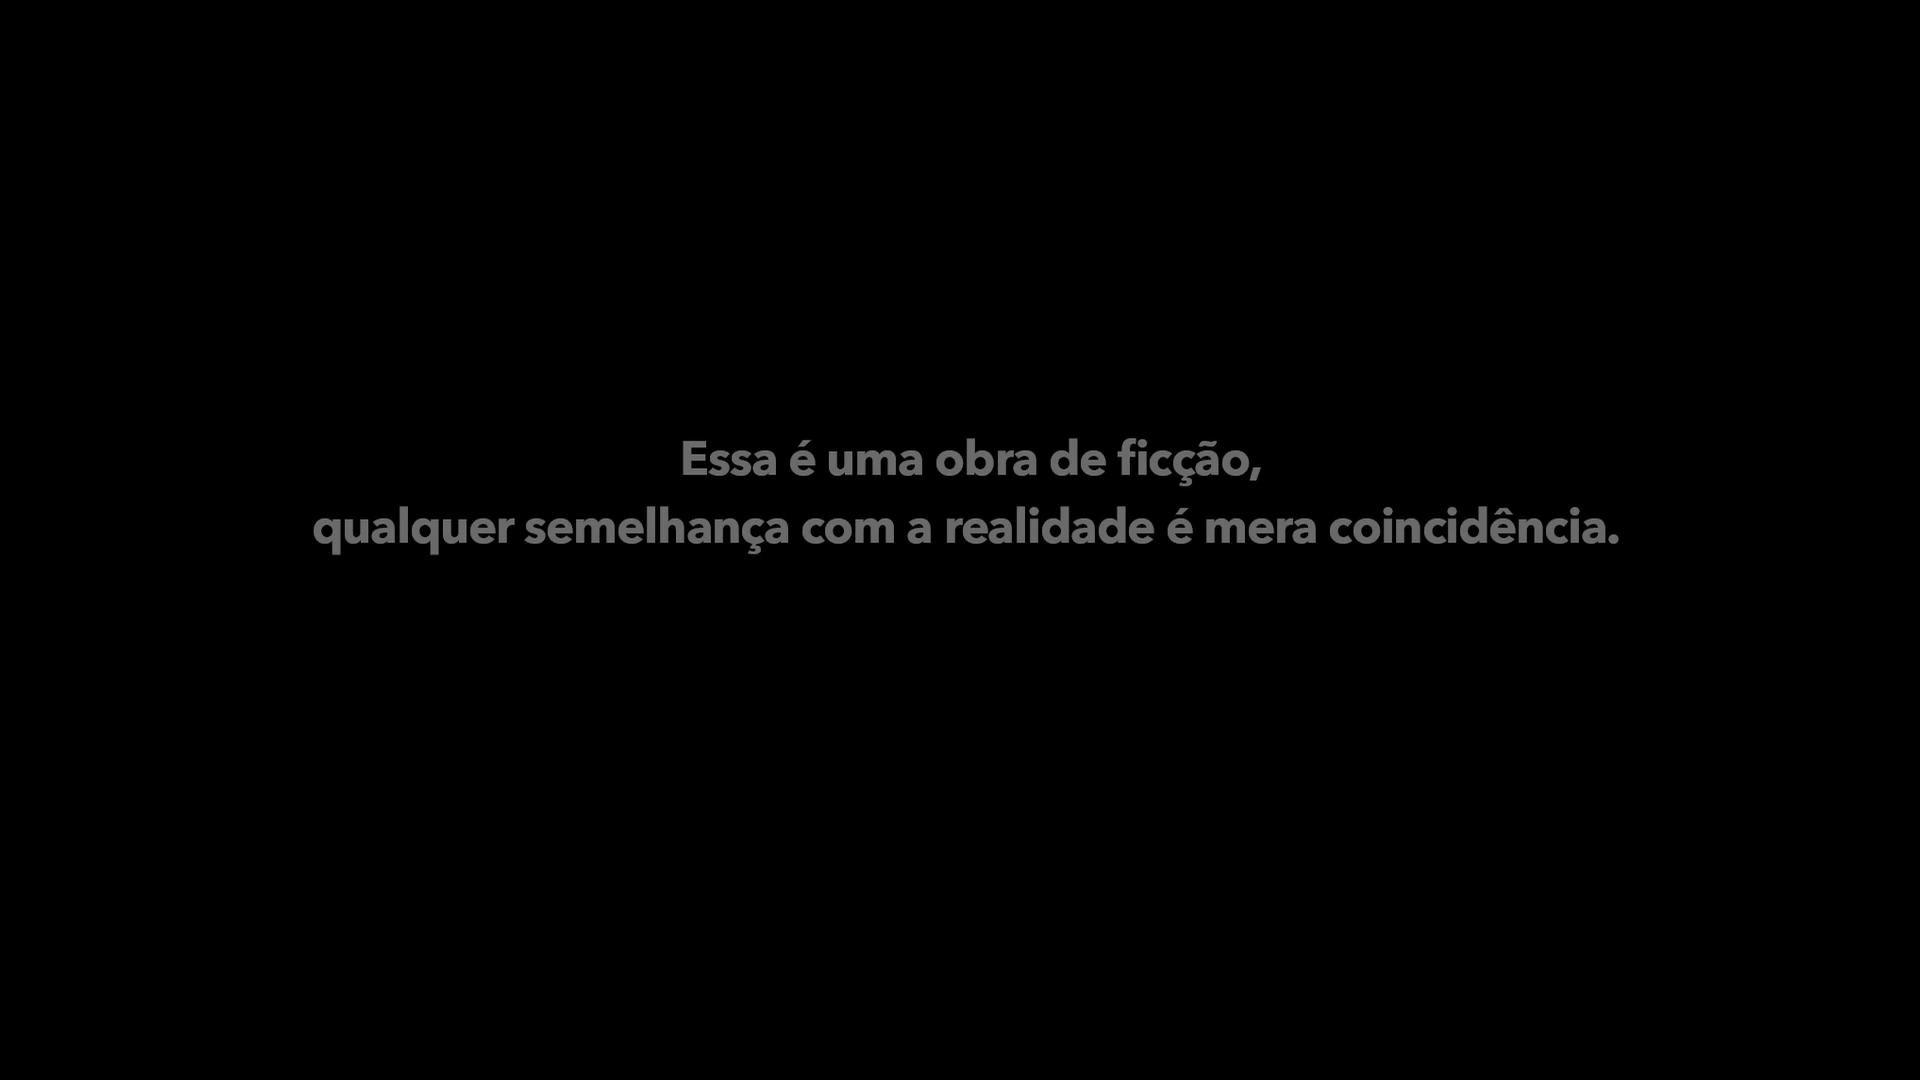 Essa é uma obra de ficção,
qualquer semelhança com a realidade é mera coincidência.